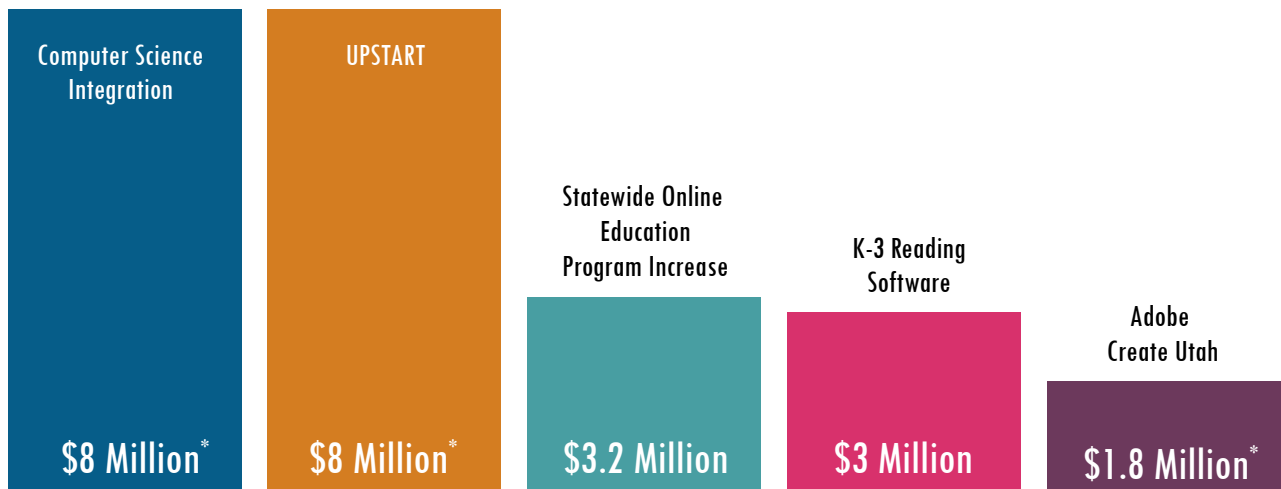 Computer Science
Integration
$8 Million*
UPSTART
$8 Million*
Statewide Online
Education
Program Increase
$3.2 Million
K-3 Reading
Software
$3 Million
Adobe
Create Utah
$1.8 Million*